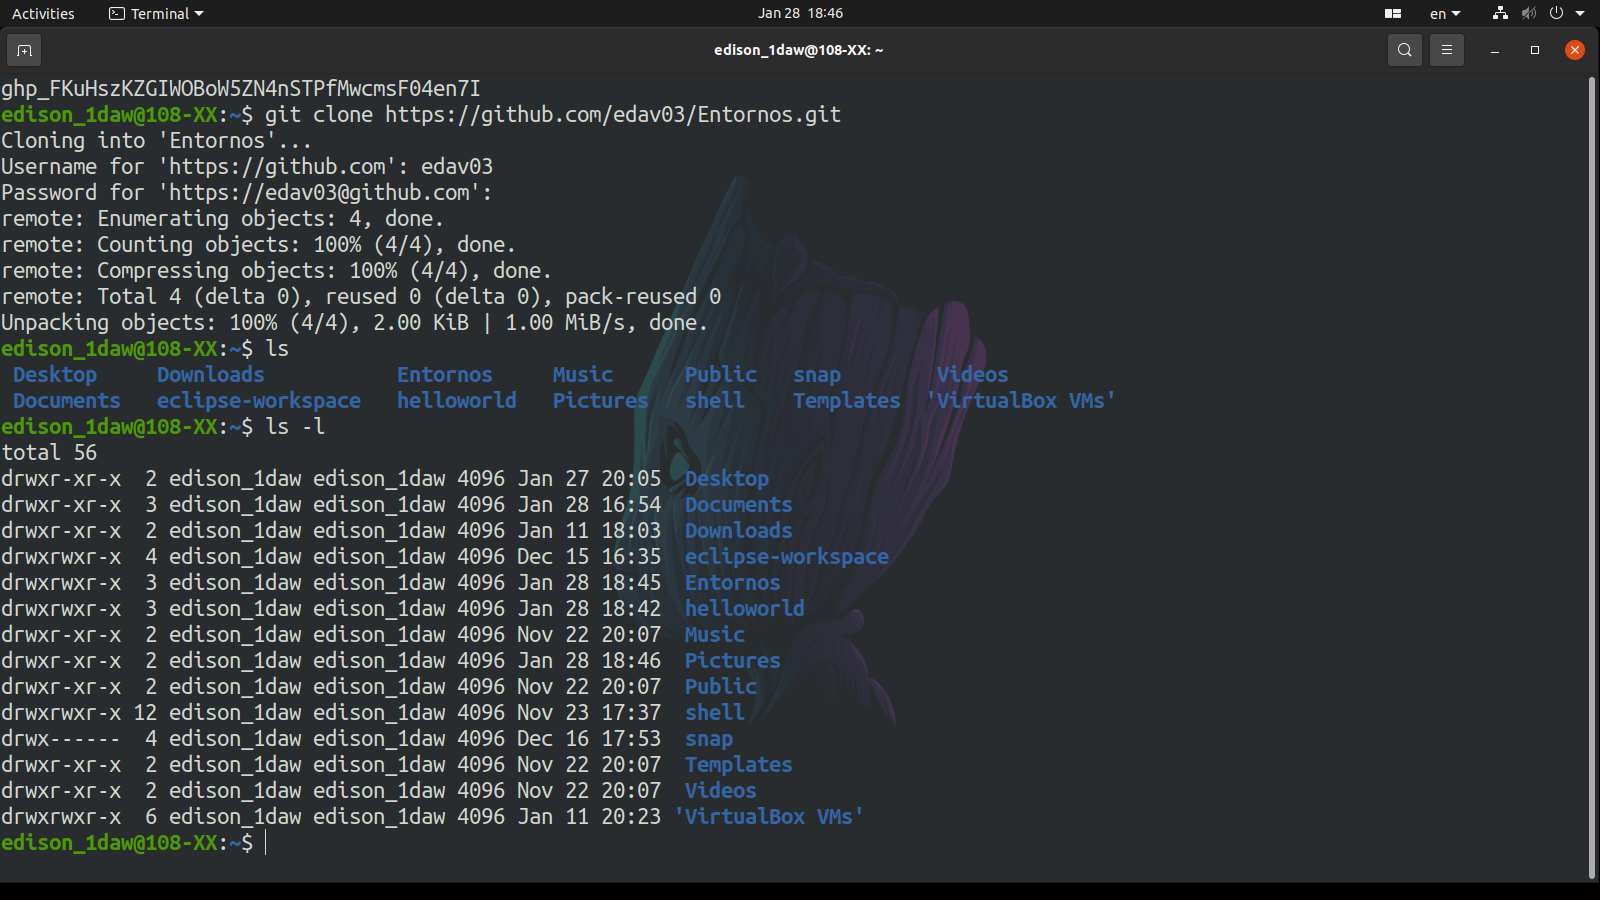 Activities Terminal Jan 28 18:46 en
edison_1daw@108-XX: ~
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
edison_1daw@108-XX:~$ git clone https://github.com/edav03/Entornos.git
Cloning into 'Entornos'...
Username for 'https://github.com': edav03
Password for 'https://edav03@github.com':
remote: Enumerating objects: 4, done.
remote: Counting objects: 100% (4/4), done.
remote: Compressing objects: 100% (4/4), done.
remote: Total 4 (delta 0), reused 0 (delta 0), pack-reused 0
Unpacking objects: 100% (4/4), 2.00 KiB | 1.00 MiB/s, done.
edison_1daw@108-XX:~$ ls
Desktop Downloads Entornos Music Public snap Videos
Documents eclipse-workspace helloworld Pictures shell Templates 'VirtualBox VMs'
edison_1daw@108-XX:~$ ls -l
total 56
drwxr-xr-x 2 edison_1daw edison_1daw 4096 Jan 27 20:05 Desktop
drwxr-xr-x 3 edison_1daw edison_1daw 4096 Jan 28 16:54 Documents
drwxr-xr-x 2 edison_1daw edison_1daw 4096 Jan 11 18:03 Downloads
drwxrwxr-x 4 edison_1daw edison_1daw 4096 Dec 15 16:35 eclipse-workspace
drwxrwxr-x 3 edison_1daw edison_1daw 4096 Jan 28 18:45 Entornos
drwxrwxr-x 3 edison_1daw edison_1daw 4096 Jan 28 18:42 helloworld
drwxr-xr-x 2 edison_1daw edison_1daw 4096 Nov 22 20:07 Music
drwxr-xr-x 2 edison_1daw edison_1daw 4096 Jan 28 18:46 Pictures
drwxr-xr-x 2 edison_1daw edison_1daw 4096 Nov 22 20:07 Public
drwxrwxr-x 12 edison_1daw edison_1daw 4096 Nov 23 17:37 shell
drwx------ 4 edison_1daw edison_1daw 4096 Dec 16 17:53 snap
drwxr-xr-x 2 edison_1daw edison_1daw 4096 Nov 22 20:07 Templates
drwxr-xr-x 2 edison_1daw edison_1daw 4096 Nov 22 20:07 Videos
drwxrwxr-x 6 edison_1daw edison_1daw 4096 Jan 11 20:23 'VirtualBox VMs'
edison_1daw@108-XX:~$